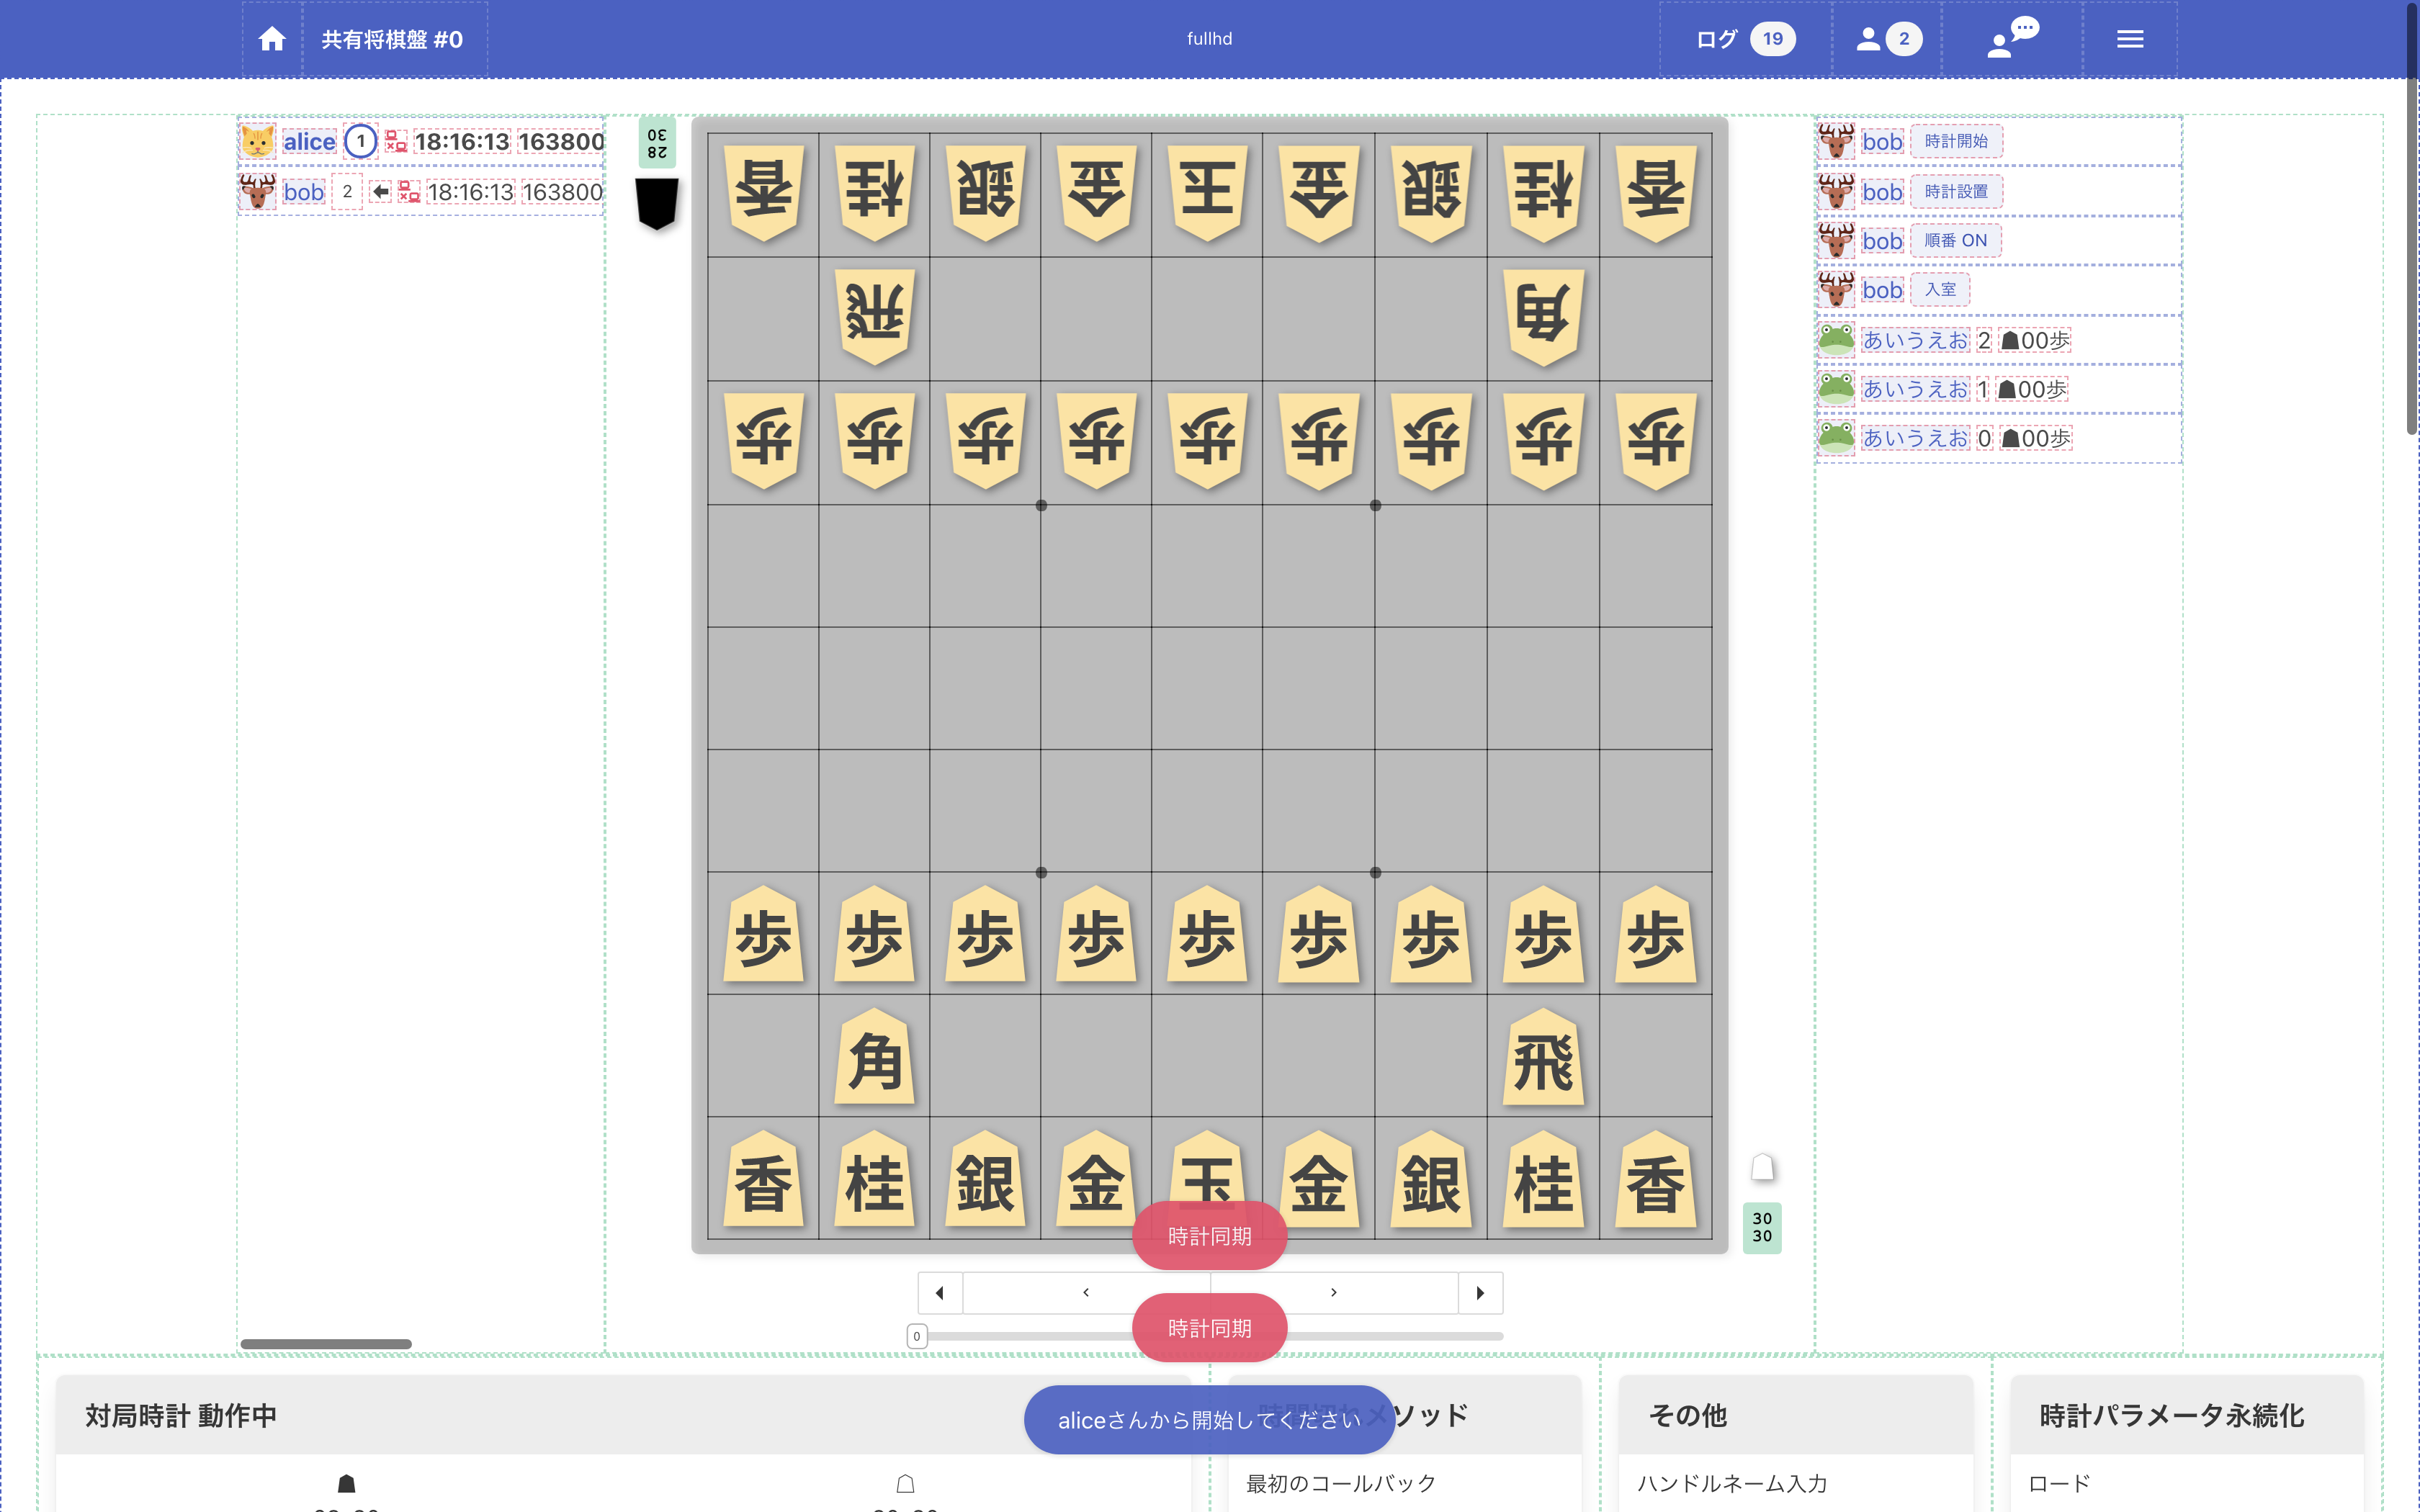 共有将棋盤 #0
fullhd
ログ 19
2
alice 1 18:16:13 163800
bob 2 18:16:13 163800
28
30
香 桂 銀 金 玉 金 銀 桂 香
飛 角
歩 歩 歩 歩 歩 歩 歩 歩 歩
歩 歩 歩 歩 歩 歩 歩 歩 歩
角 飛
香 桂 銀 金 玉 金 銀 桂 香
30
30
bob 時計開始
bob 時計設置
bob 順番 ON
bob 入室
あいうえお 2 ☗00歩
あいうえお 1 ☗00歩
あいうえお 0 ☗00歩
時計同期
時計同期
0
aliceさんから開始してください
対局時計 動作中
メソッド
その他
時計パラメータ永続化
☗
☖
最初のコールバック
ハンドルネーム入力
ロード